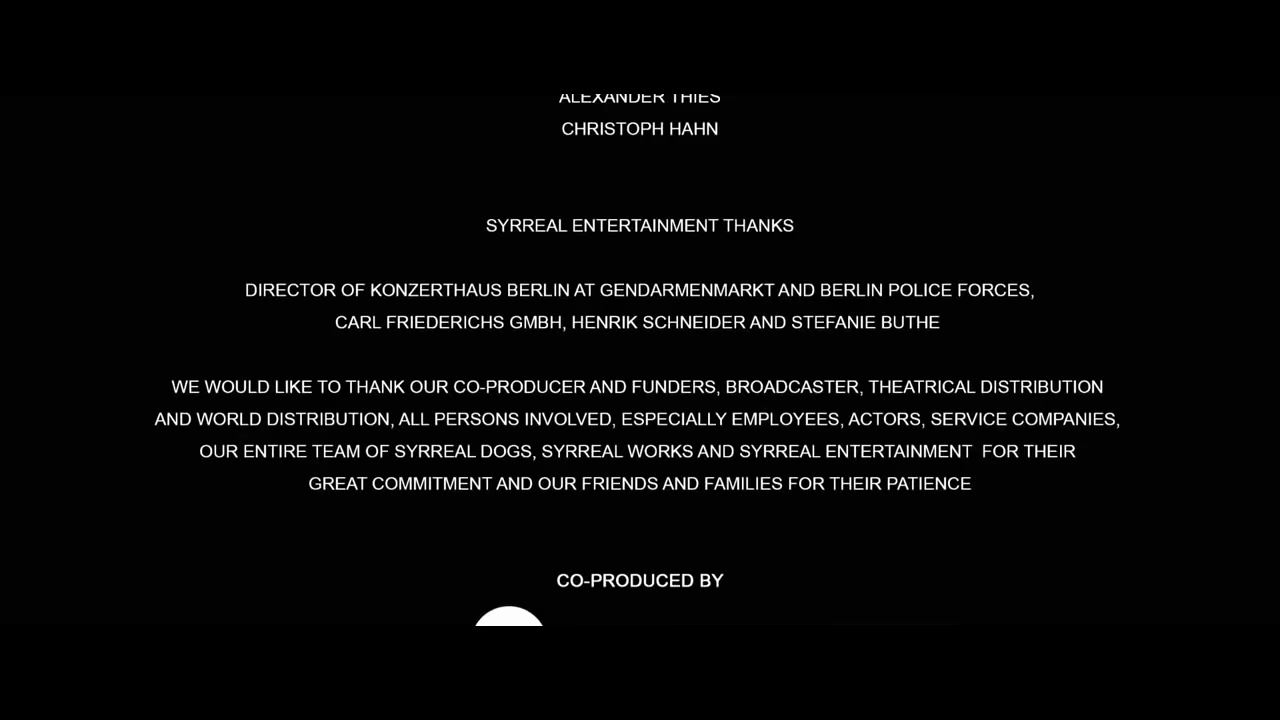 ALEXANDER THIES
CHRISTOPH HAHN
SYRREAL ENTERTAINMENT THANKS
DIRECTOR OF KONZERTHAUS BERLIN AT GENDARMENMARKT AND BERLIN POLICE FORCES,
CARL FRIEDERICHS GMBH, HENRIK SCHNEIDER AND STEFANIE BUTHE
WE WOULD LIKE TO THANK OUR CO-PRODUCER AND FUNDERS, BROADCASTER, THEATRICAL DISTRIBUTION
AND WORLD DISTRIBUTION, ALL PERSONS INVOLVED, ESPECIALLY EMPLOYEES, ACTORS, SERVICE COMPANIES,
OUR ENTIRE TEAM OF SYRREAL DOGS, SYRREAL WORKS AND SYRREAL ENTERTAINMENT  FOR THEIR
GREAT COMMITMENT AND OUR FRIENDS AND FAMILIES FOR THEIR PATIENCE
CO-PRODUCED BY